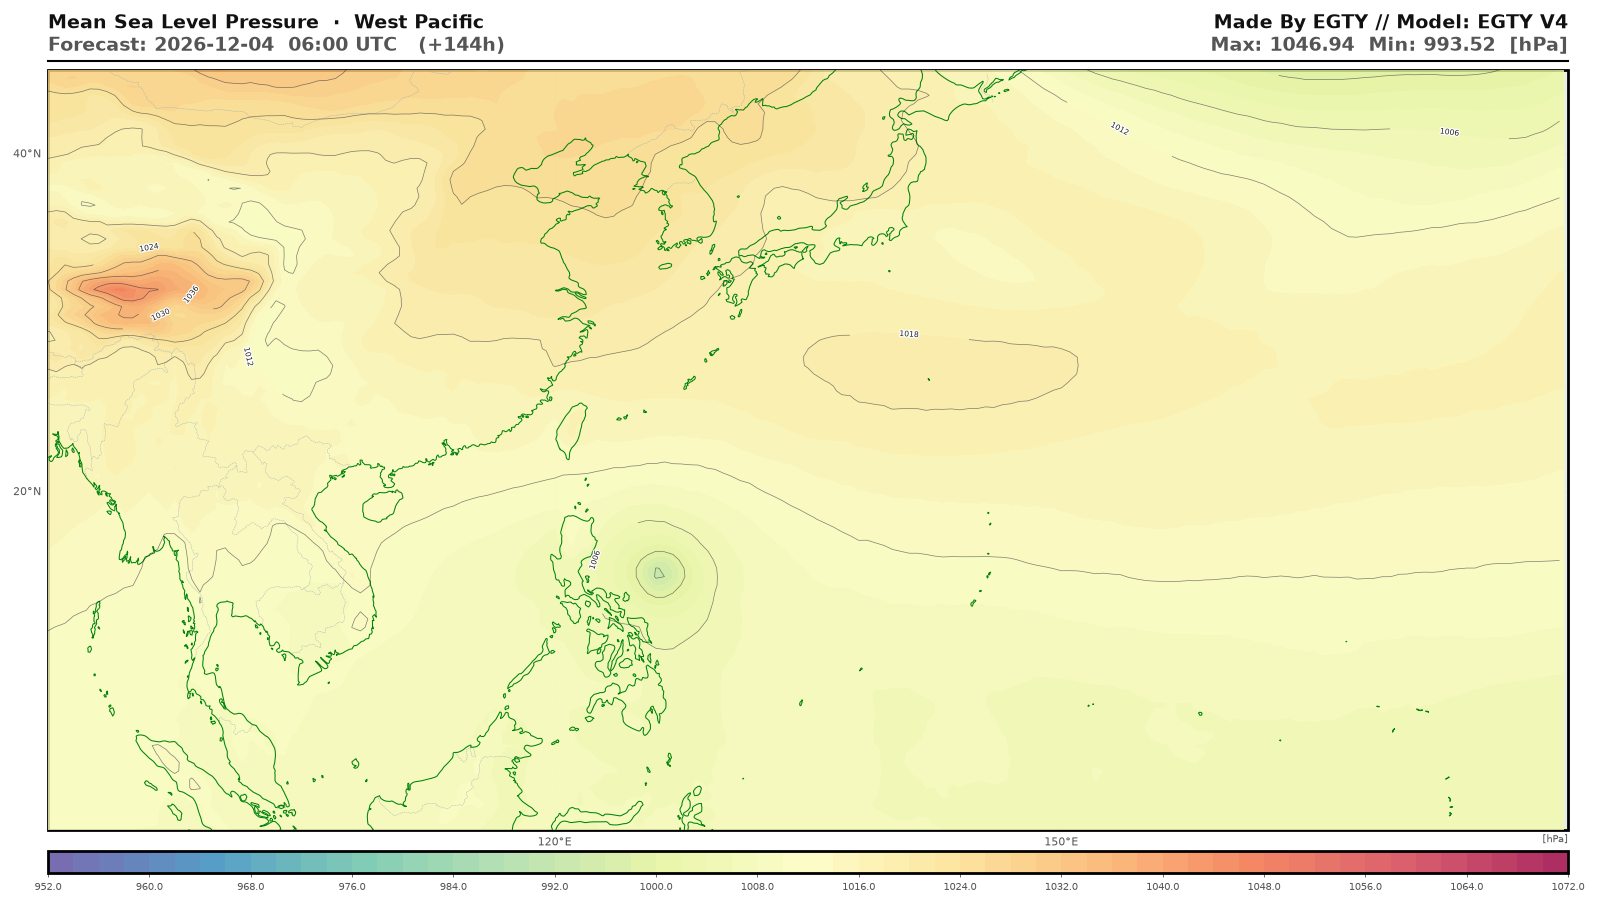 Mean Sea Level Pressure · West Pacific
Made By EGTY // Model: EGTY V4
Forecast: 2026-12-04 06:00 UTC (+144h)
Max: 1046.94 Min: 993.52 [hPa]
1012
1006
40°N
1024
1036
1030
1018
1012
20°N
1006
120°E
150°E
[hPa]
952.0 960.0 968.0 976.0 984.0 992.0 1000.0 1008.0 1016.0 1024.0 1032.0 1040.0 1048.0 1056.0 1064.0 1072.0